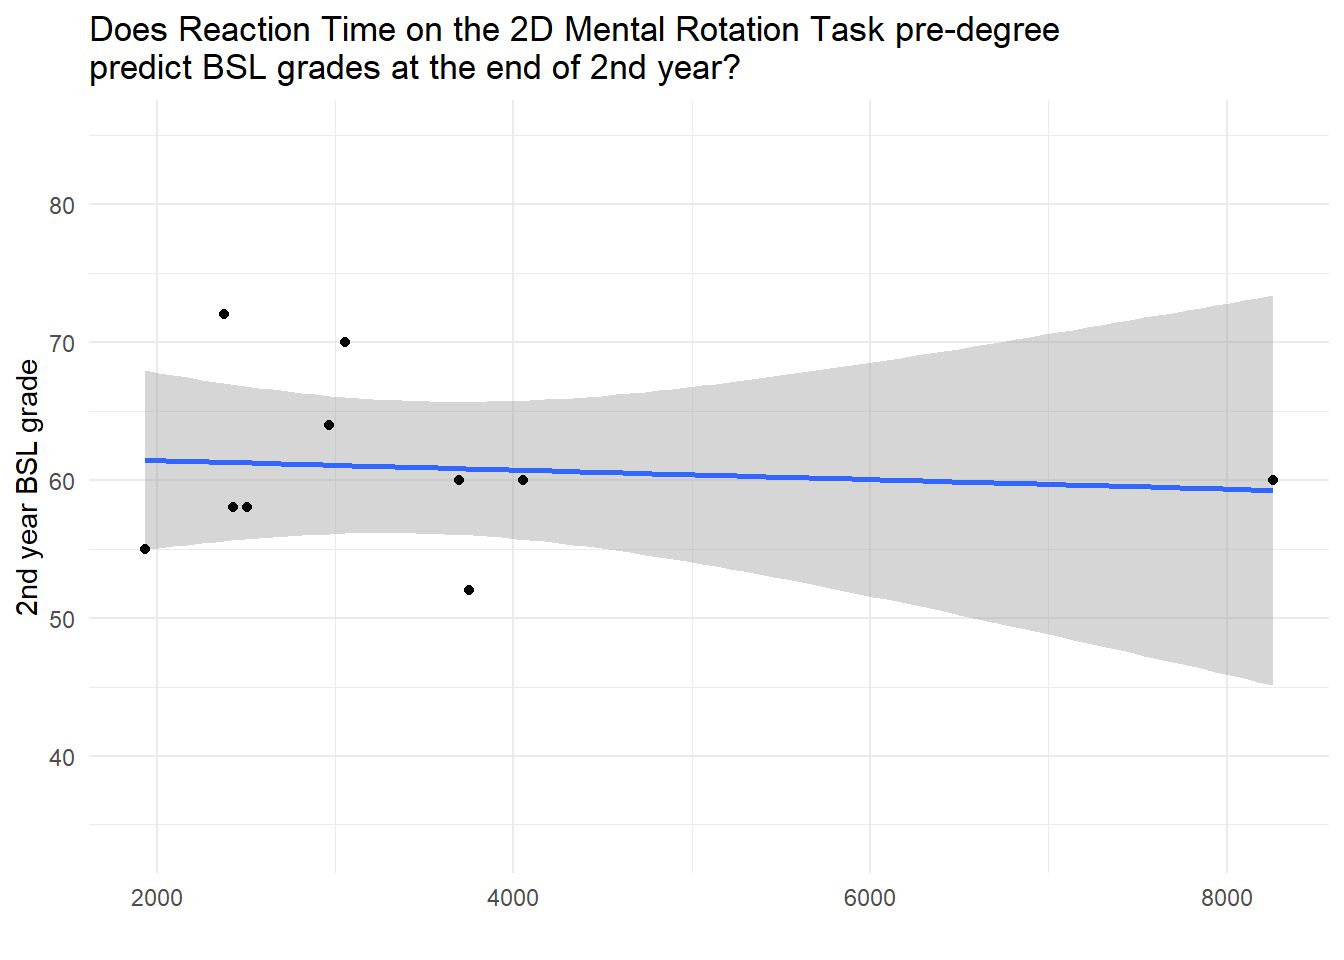 Does Reaction Time on the 2D Mental Rotation Task pre-degree
predict BSL grades at the end of 2nd year?
2nd year BSL grade
80
70
60
50
40
2000 4000 6000 8000